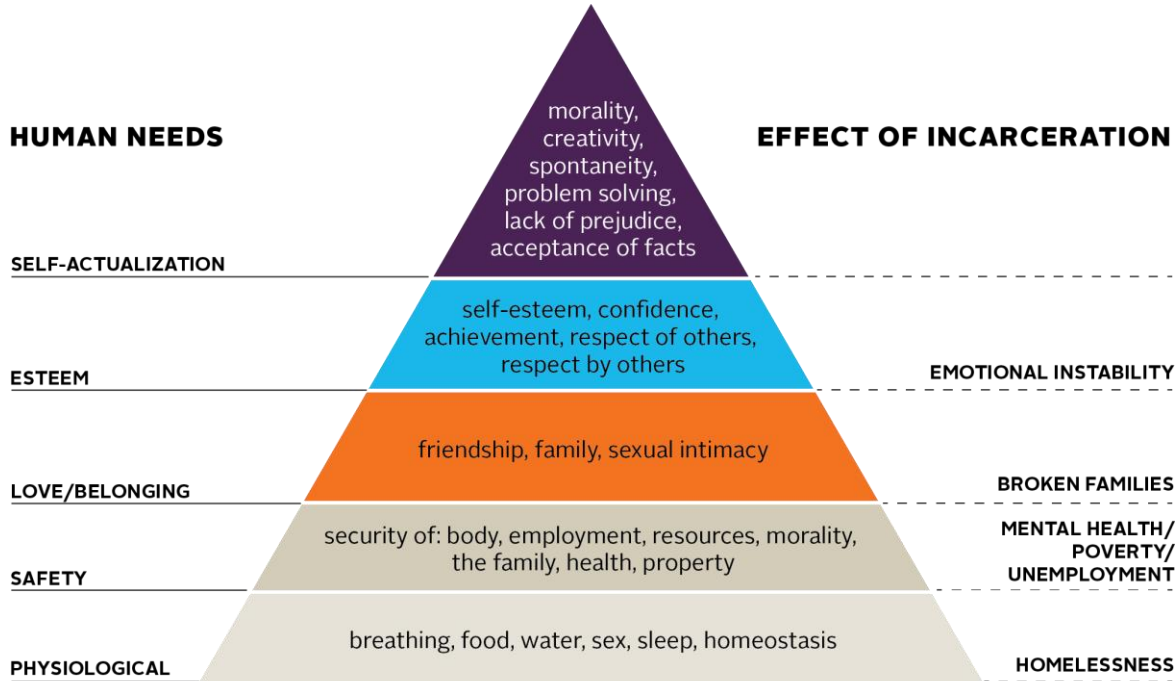 HUMAN NEEDS
EFFECT OF INCARCERATION
morality,
creativity,
spontaneity,
problem solving,
lack of prejudice,
acceptance of facts
SELF-ACTUALIZATION
self-esteem, confidence,
achievement, respect of others,
respect by others
ESTEEM
EMOTIONAL INSTABILITY
friendship, family, sexual intimacy
LOVE/BELONGING
BROKEN FAMILIES
security of: body, employment, resources, morality,
the family, health, property
SAFETY
MENTAL HEALTH/
POVERTY/
UNEMPLOYMENT
breathing, food, water, sex, sleep, homeostasis
PHYSIOLOGICAL
HOMELESSNESS